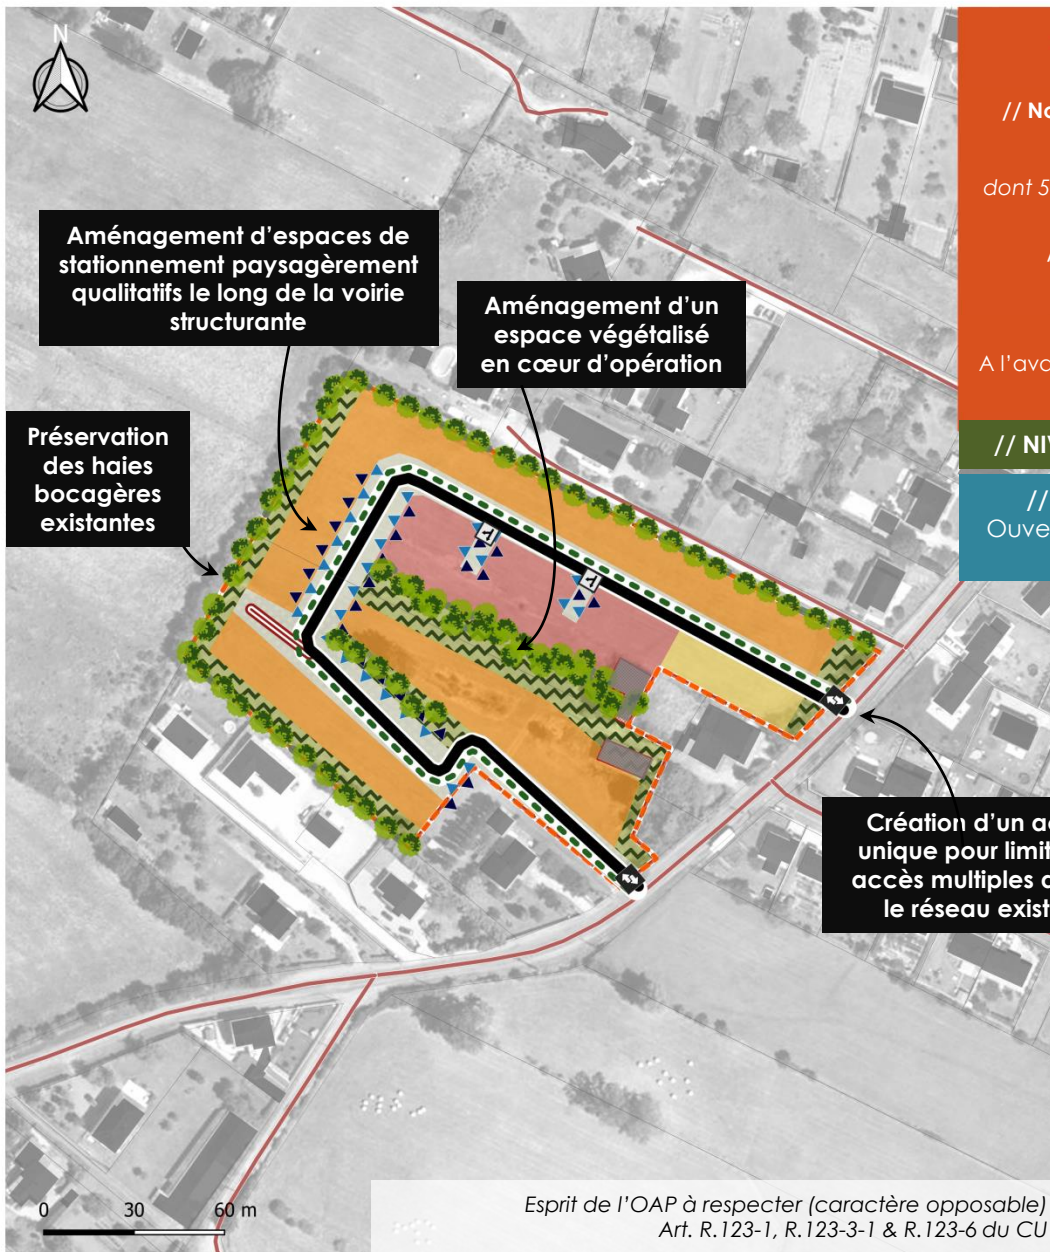 N
// No
dont 5
A l'ava
// NIV
//
Ouve
Aménagement d'espaces de
stationnement paysagèrement
qualitatifs le long de la voirie
structurante
Aménagement d'un
espace végétalisé
en cœur d'opération
Préservation
des haies
bocagères
existantes
Création d'un a
unique pour limit
accès multiples
le réseau exist
0 30 60 m
Esprit de l'OAP à respecter (caractère opposable)
Art. R.123-1, R.123-3-1 & R.123-6 du CU